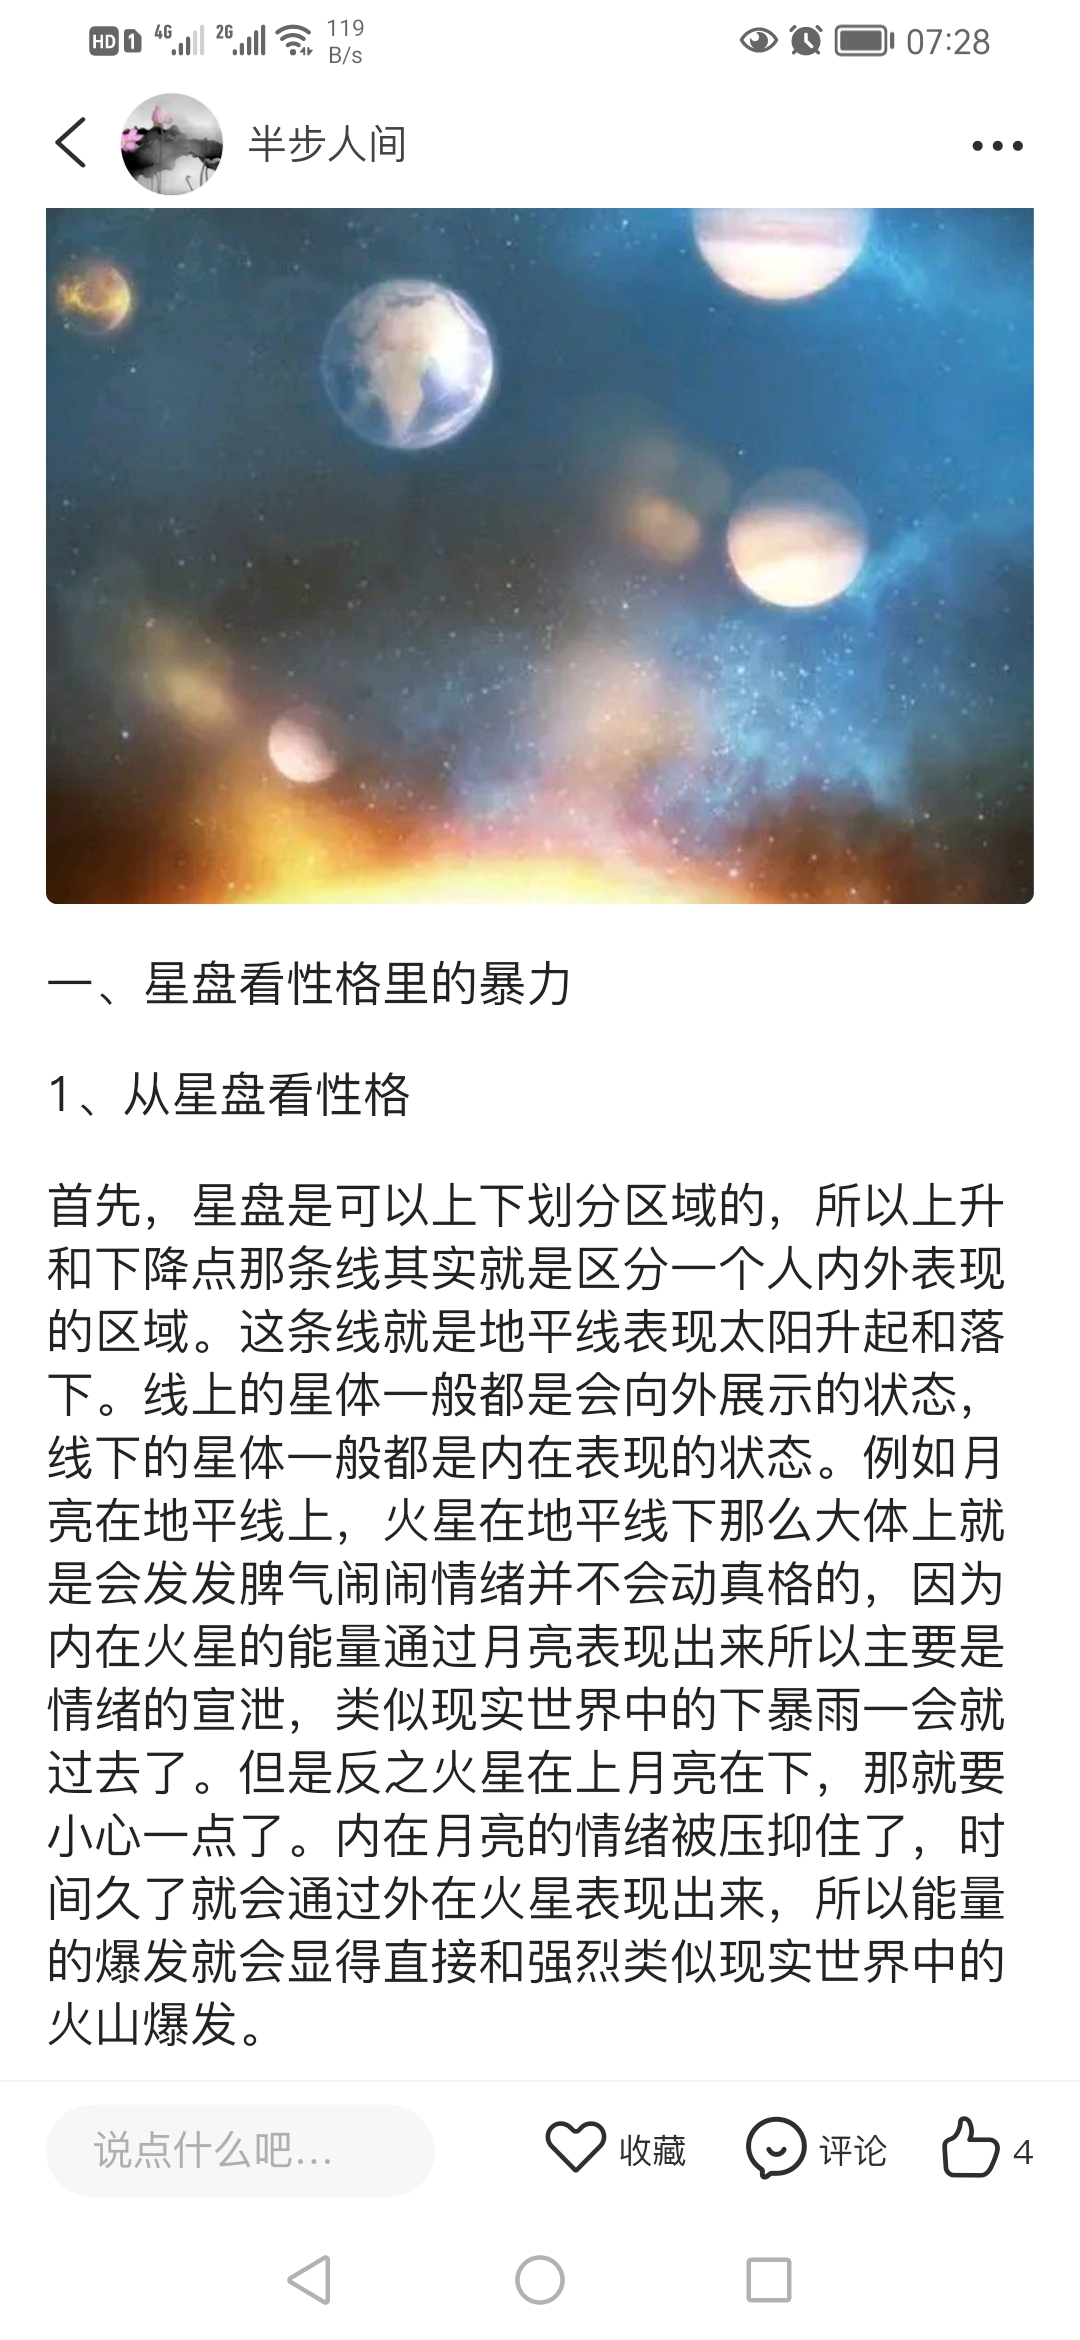 HD 1 4G 2G 119 B/s 07:28
半步人间
一、星盘看性格里的暴力
1、从星盘看性格
首先，星盘是可以上下划分区域的，所以上升
和下降点那条线其实就是区分一个人内外表现
的区域。这条线就是地平线表现太阳升起和落
下。线上的星体一般都是会向外展示的状态，
线下的星体一般都是内在表现的状态。例如月
亮在地平线上，火星在地平线下那么大体上就
是会发发脾气闹闹情绪并不会动真格的，因为
内在火星的能量通过月亮表现出来所以主要是
情绪的宣泄，类似现实世界中的下暴雨一会就
过去了。但是反之火星在上月亮在下，那就要
小心一点了。内在月亮的情绪被压抑住了，时
间久了就会通过外在火星表现出来，所以能量
的爆发就会显得直接和强烈类似现实世界中的
火山爆发。
说点什么吧... 收藏 评论 4